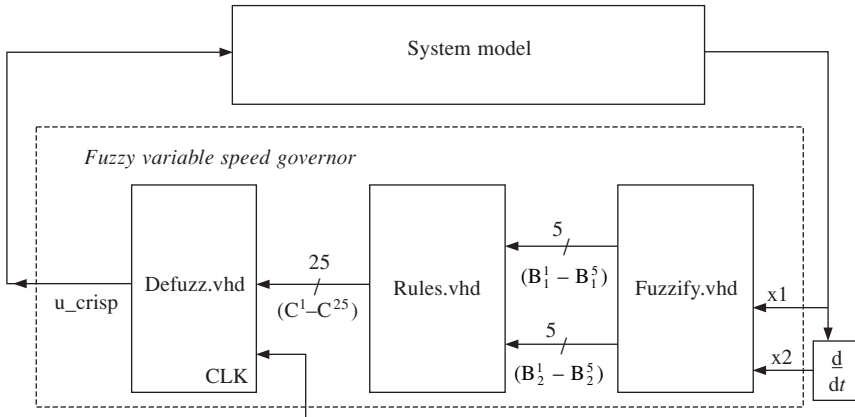 System model
Fuzzy variable speed governor
5
25
(B₁¹ – B₁⁵)
Defuzz.vhd
Rules.vhd
Fuzzify.vhd
x1
u_crisp
(C¹–C²⁵)
5
x2
d
dt
CLK
(B₂¹ – B₂⁵)